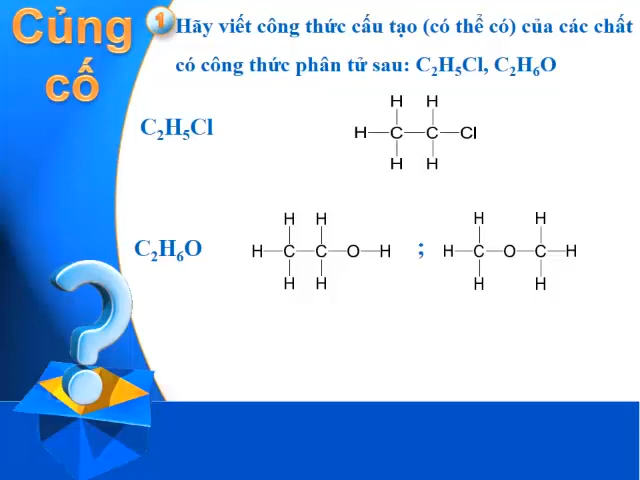 Củng
cố
1 Hãy viết công thức cấu tạo (có thể có) của các chất
có công thức phân tử sau: C₂H₅Cl, C₂H₆O
C₂H₅Cl
H H
H C C Cl
H H
C₂H₆O
H H
H C C O H
H H
;
H H
H C O C H
H H